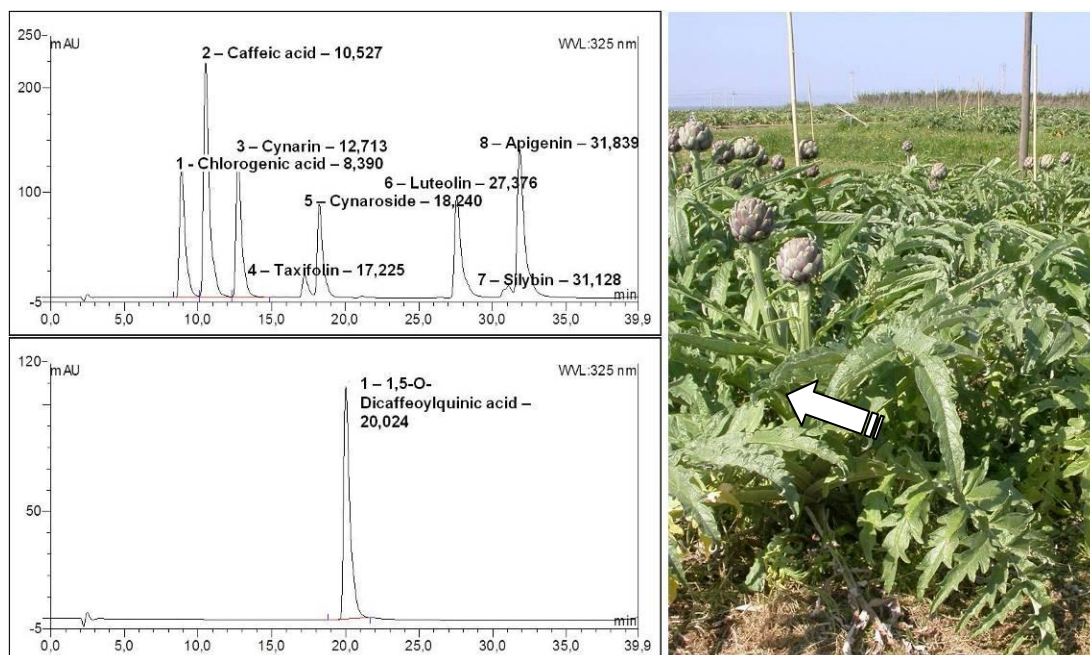 250
mAU
WVL:325 nm
2 – Caffeic acid – 10,527
200
3 – Cynarin – 12,713
1 - Chlorogenic acid – 8,390
8 – Apigenin – 31,839
6 – Luteolin – 27,376
100
5 – Cynaroside – 18,240
4 – Taxifolin – 17,225
7 – Silybin – 31,128
-5
min
0,0 5,0 10,0 15,0 20,0 25,0 30,0 35,0 39,9
120
mAU
WVL:325 nm
1 – 1,5-O-
Dicaffeoylquinic acid –
20,024
50
-5
min
0,0 5,0 10,0 15,0 20,0 25,0 30,0 35,0 39,9